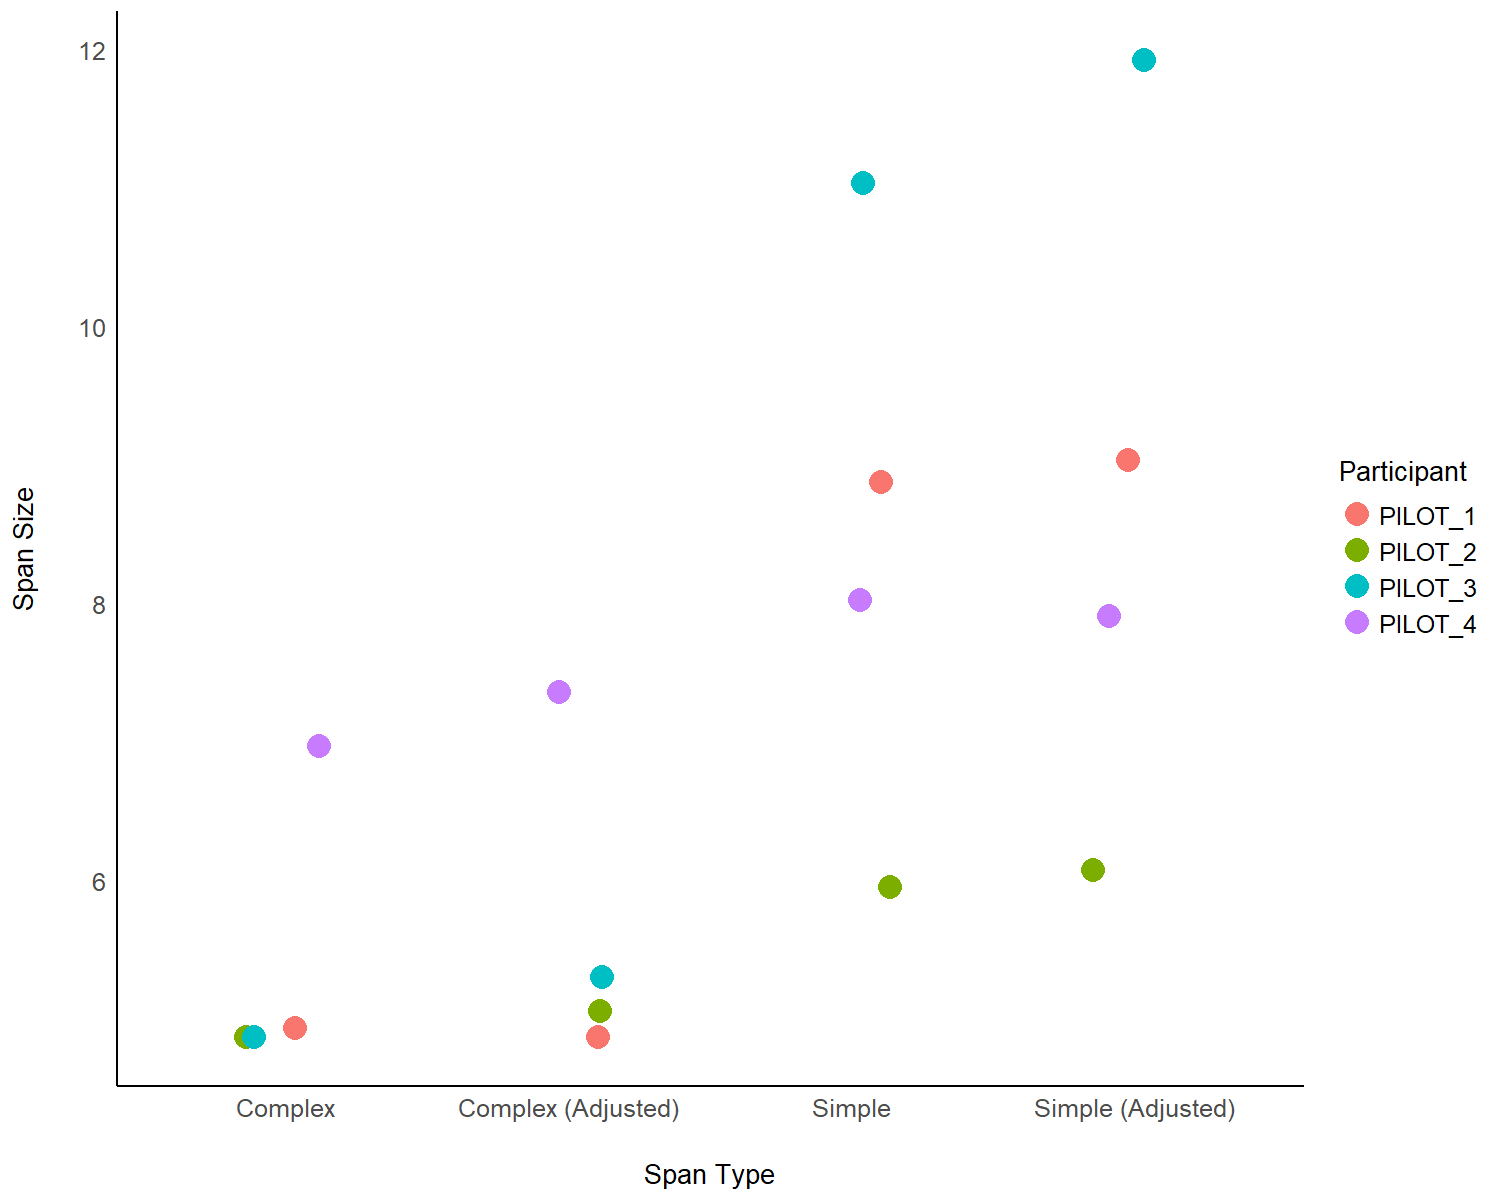 12
10
8
6
Span Size
Complex
Complex (Adjusted)
Simple
Simple (Adjusted)
Span Type
Participant
PILOT_1
PILOT_2
PILOT_3
PILOT_4